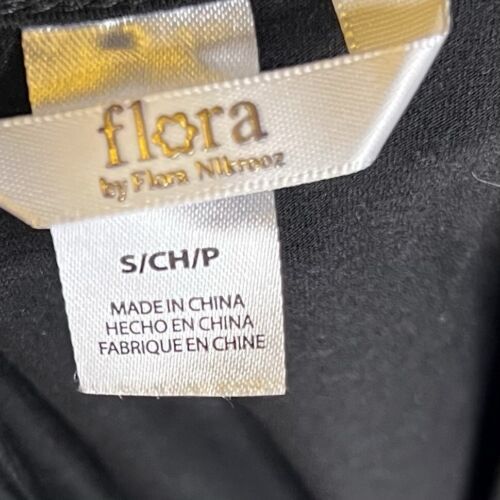 flora
by Flora Nikrooz
S/CH/P
MADE IN CHINA
HECHO EN CHINA
FABRIQUE EN CHINE